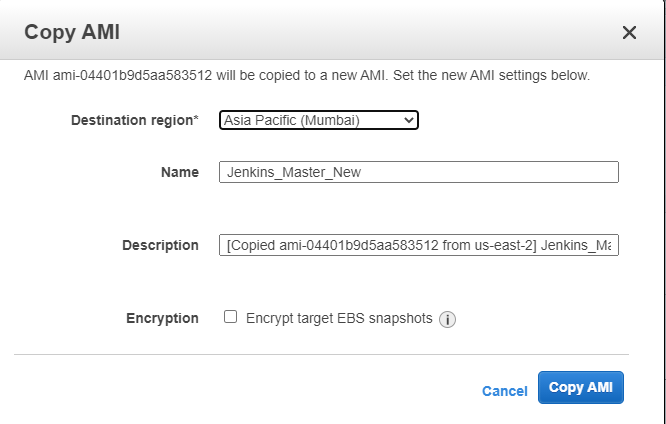 Copy AMI
AMI ami-04401b9d5aa583512 will be copied to a new AMI. Set the new AMI settings below.
Destination region* Asia Pacific (Mumbai)
Name Jenkins_Master_New
Description [Copied ami-04401b9d5aa583512 from us-east-2] Jenkins_Ma
Encryption Encrypt target EBS snapshots i
Cancel Copy AMI